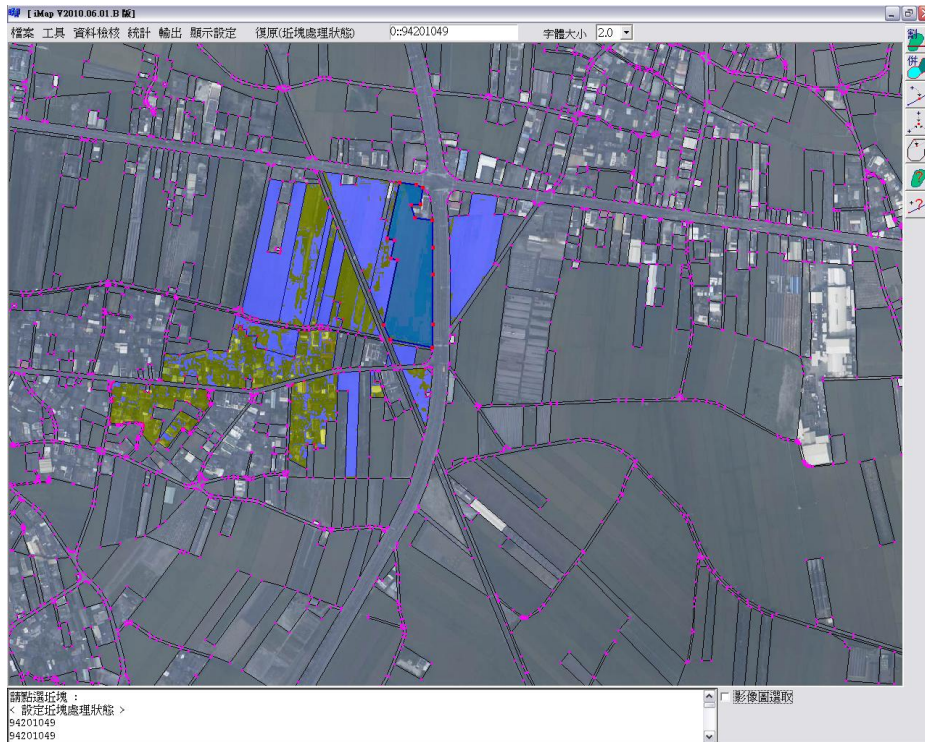 [ iMap V2010.06.01.B 版]
檔案 工具 資料檢核 統計 輸出 顯示設定 復原(坵塊處理狀態) 0::94201049 字體大小 2.0
割
併
請點選坵塊 :
< 設定坵塊處理狀態 >
94201049
94201049
影像圖選取